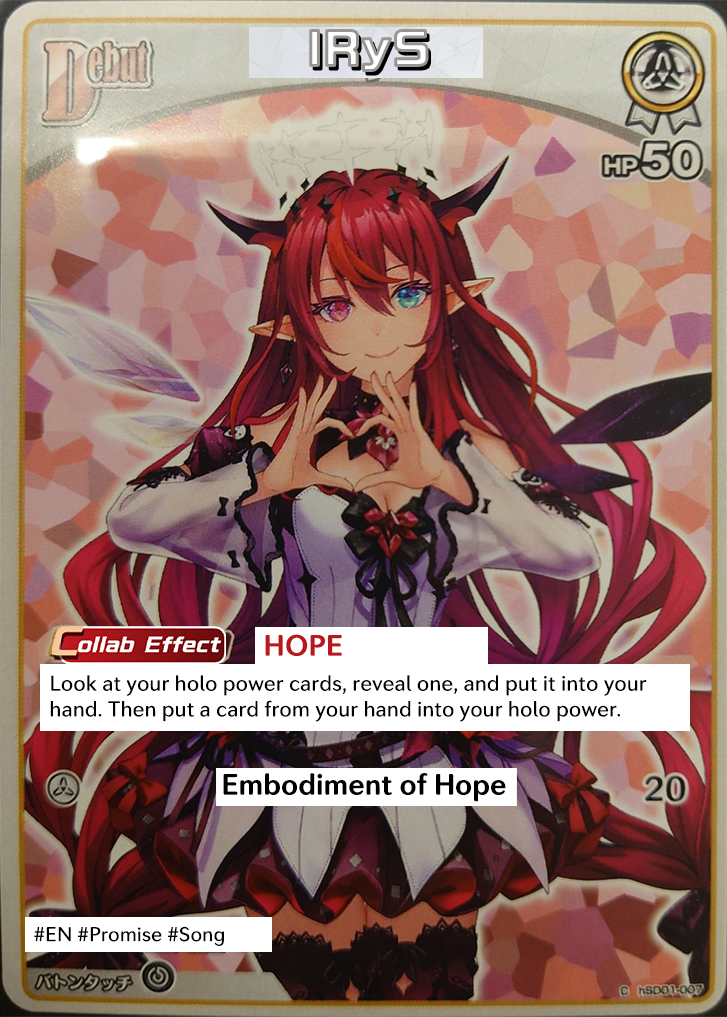 Debut
IRyS
HP50
Collab Effect HOPE
Look at your holo power cards, reveal one, and put it into your
hand. Then put a card from your hand into your holo power.
Embodiment of Hope 20
#EN #Promise #Song
バトンタッチ
C hSD01-007